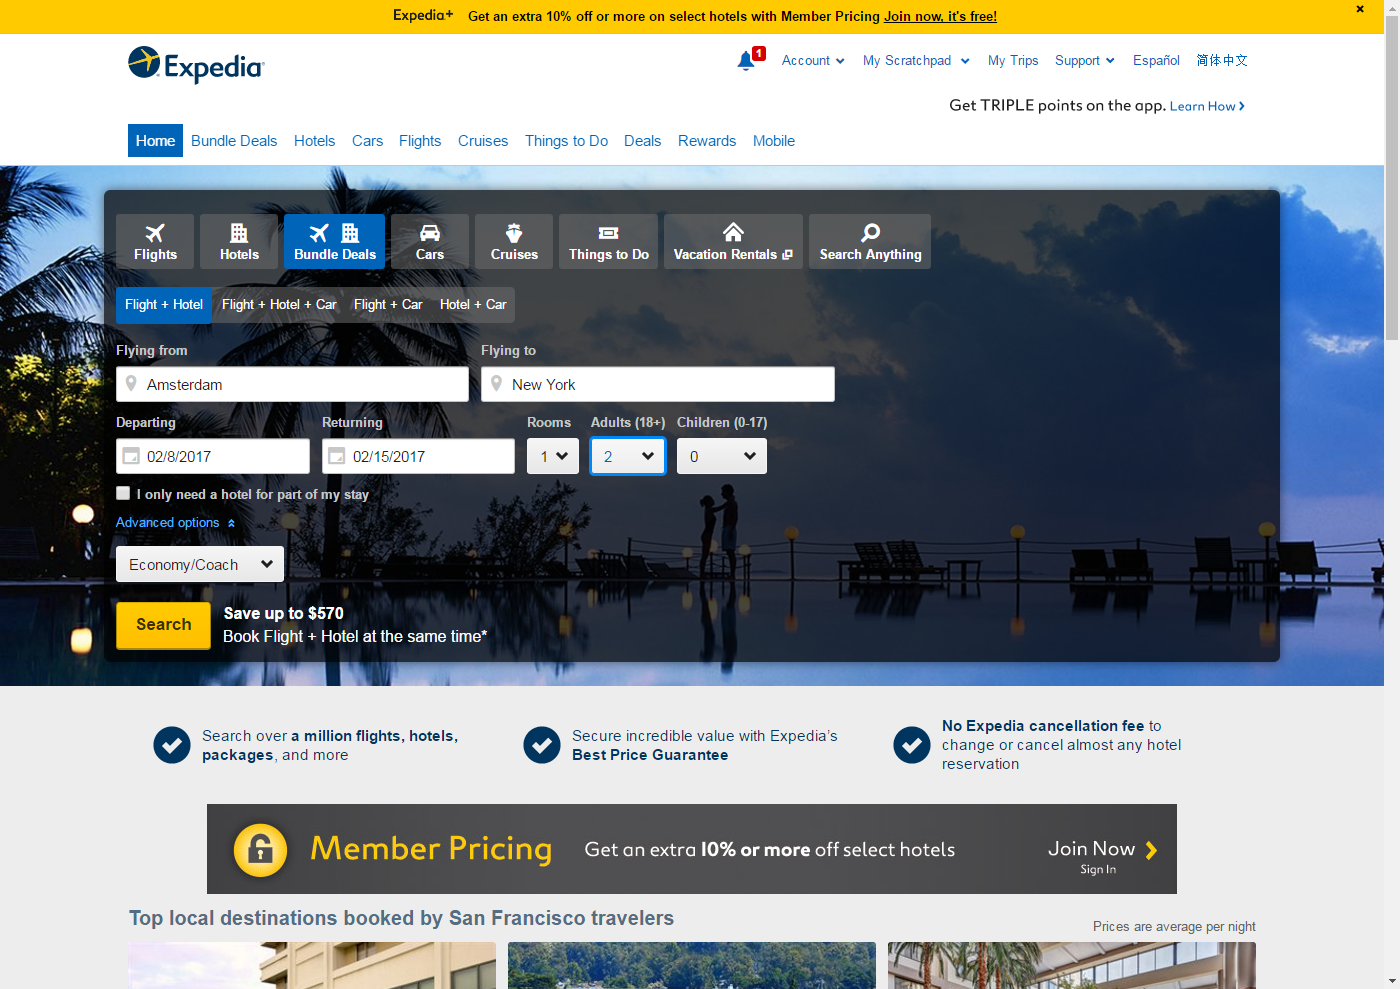 Expedia+ Get an extra 10% off or more on select hotels with Member Pricing Join now, it's free!
Expedia
1 Account My Scratchpad My Trips Support Español 简体中文
Get TRIPLE points on the app. Learn How
Home Bundle Deals Hotels Cars Flights Cruises Things to Do Deals Rewards Mobile
Flights Hotels Bundle Deals Cars Cruises Things to Do Vacation Rentals Search Anything
Flight + Hotel Flight + Hotel + Car Flight + Car Hotel + Car
Flying from Flying to
Amsterdam New York
Departing Returning Rooms Adults (18+) Children (0-17)
02/8/2017 02/15/2017 1 2 0
I only need a hotel for part of my stay
Advanced options
Economy/Coach
Search
Save up to $570
Book Flight + Hotel at the same time*
Search over a million flights, hotels,
packages, and more
Secure incredible value with Expedia's
Best Price Guarantee
No Expedia cancellation fee to
change or cancel almost any hotel
reservation
Member Pricing Get an extra 10% or more off select hotels Join Now
Sign In
Top local destinations booked by San Francisco travelers
Prices are average per night